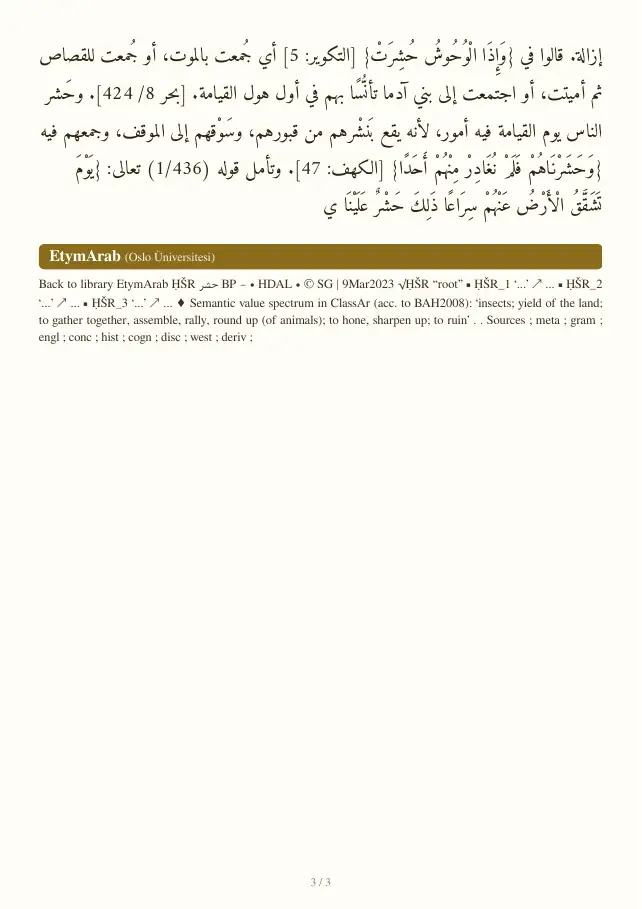 إزالة. قالوا في {وَإِذَا الْوُحُوشُ حُشِرَتْ} [التكوير: 5] أي جُمعت بالموت، أو جُمعت للقصاص
ثم أميتت، أو اجتمعت إلى بني آدما تأنُّسًا بهم في أول هول القيامة. [بحر 8/ 424]. وحَشر
الناس يوم القيامة فيه أمور، لأنه يقع بَنشْرهم من قبورهم، وسَوْقهم إلى الموقف، وجمعهم فيه
{وَحَشَرْنَاهُمْ فَلَمْ نُغَادِرْ مِنْهُمْ أَحَدًا} [الكهف: 47]. وتأمل قوله (1/436) تعالى: {يَوْمَ
تَشَقَّقُ الْأَرْضُ عَنْهُمْ سِرَاعًا ذَلِكَ حَشْرٌ عَلَيْنَا ي
EtymArab (Oslo Üniversitesi)
Back to library EtymArab ḤŠR حشر BP – • HDAL • © SG | 9Mar2023 √ḤŠR “root” ▪ ḤŠR_1 ‘...’ ↗ ... ▪ ḤŠR_2
‘...’ ↗ ... ▪ ḤŠR_3 ‘...’ ↗ ... ♦ Semantic value spectrum in ClassAr (acc. to BAH2008): ‘insects; yield of the land;
to gather together, assemble, rally, round up (of animals); to hone, sharpen up; to ruin’ . . Sources ; meta ; gram ;
engl ; conc ; hist ; cogn ; disc ; west ; deriv ;
3 / 3